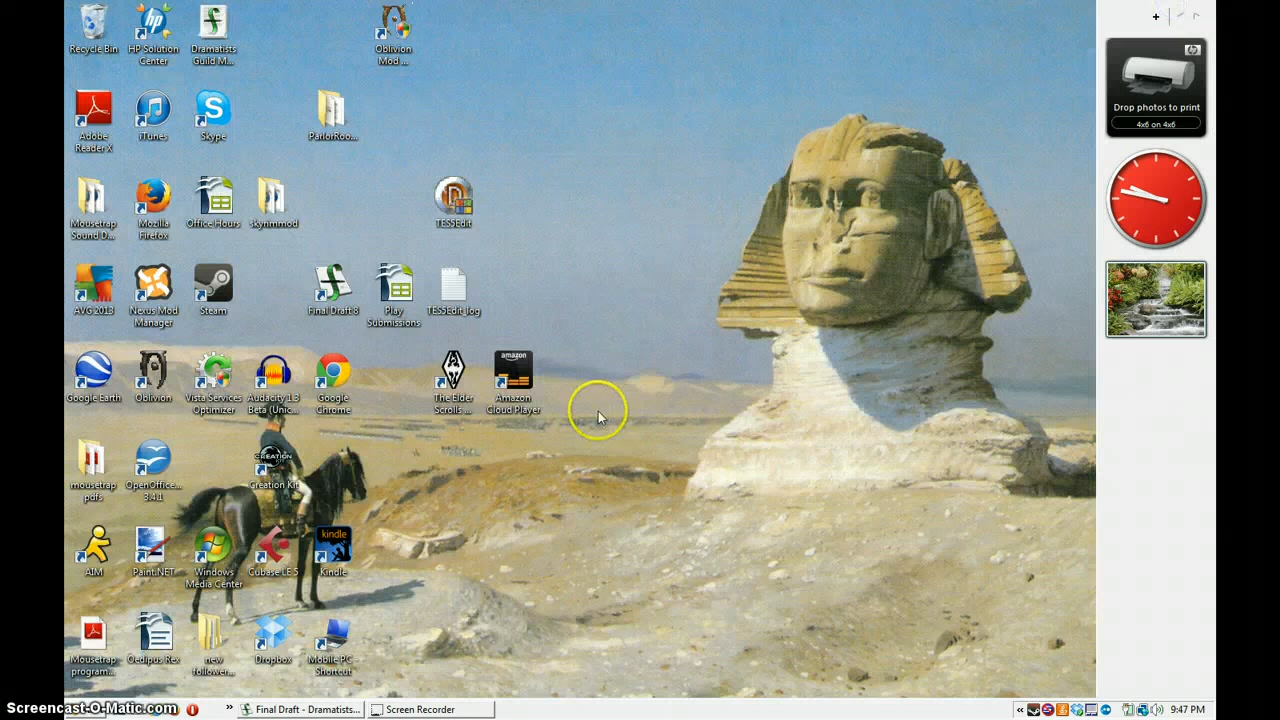 Recycle Bin
HP Solution
Center
Dramatists
Guild M...
Oblivion
Mod ...
Drop photos to print
4x6 on 4x6
Adobe
Reader X
iTunes
Skype
ParlorRoo...
Mousetrap
Sound D...
Mozilla
Firefox
Office Hours
skyrimmod
TES5Edit
AVG 2013
Nexus Mod
Manager
Steam
Final Draft 8
Play
Submissions
TES5Edit_log
Google Earth
Oblivion
Vista Services
Optimizer
Audacity 1.3
Beta (Unic...
Google
Chrome
The Elder
Scrolls ...
amazon
Amazon
Cloud Player
mousetrap
pdfs
OpenOffice...
3.4.1
CREATION
Creation Kit
AIM
Paint.NET
Windows
Media Center
Cubase LE 5
kindle
Kindle
Mousetrap
program...
Oedipus Rex
new
follower...
Dropbox
Mobile PC -
Shortcut
Screencast-O-Matic.com
Final Draft - Dramatists...
Screen Recorder
9:47 PM